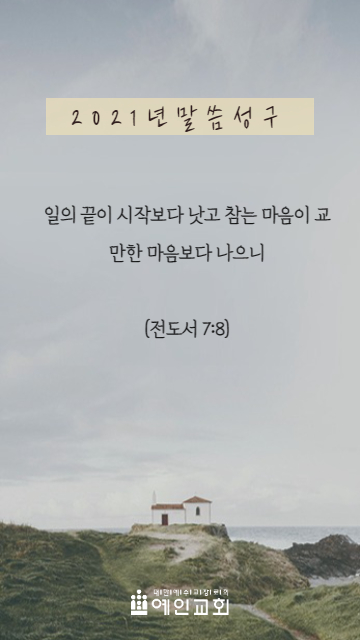 2021년말씀성구
일의 끝이 시작보다 낫고 참는 마음이 교
만한 마음보다 나으니
(전도서 7:8)
예인교회